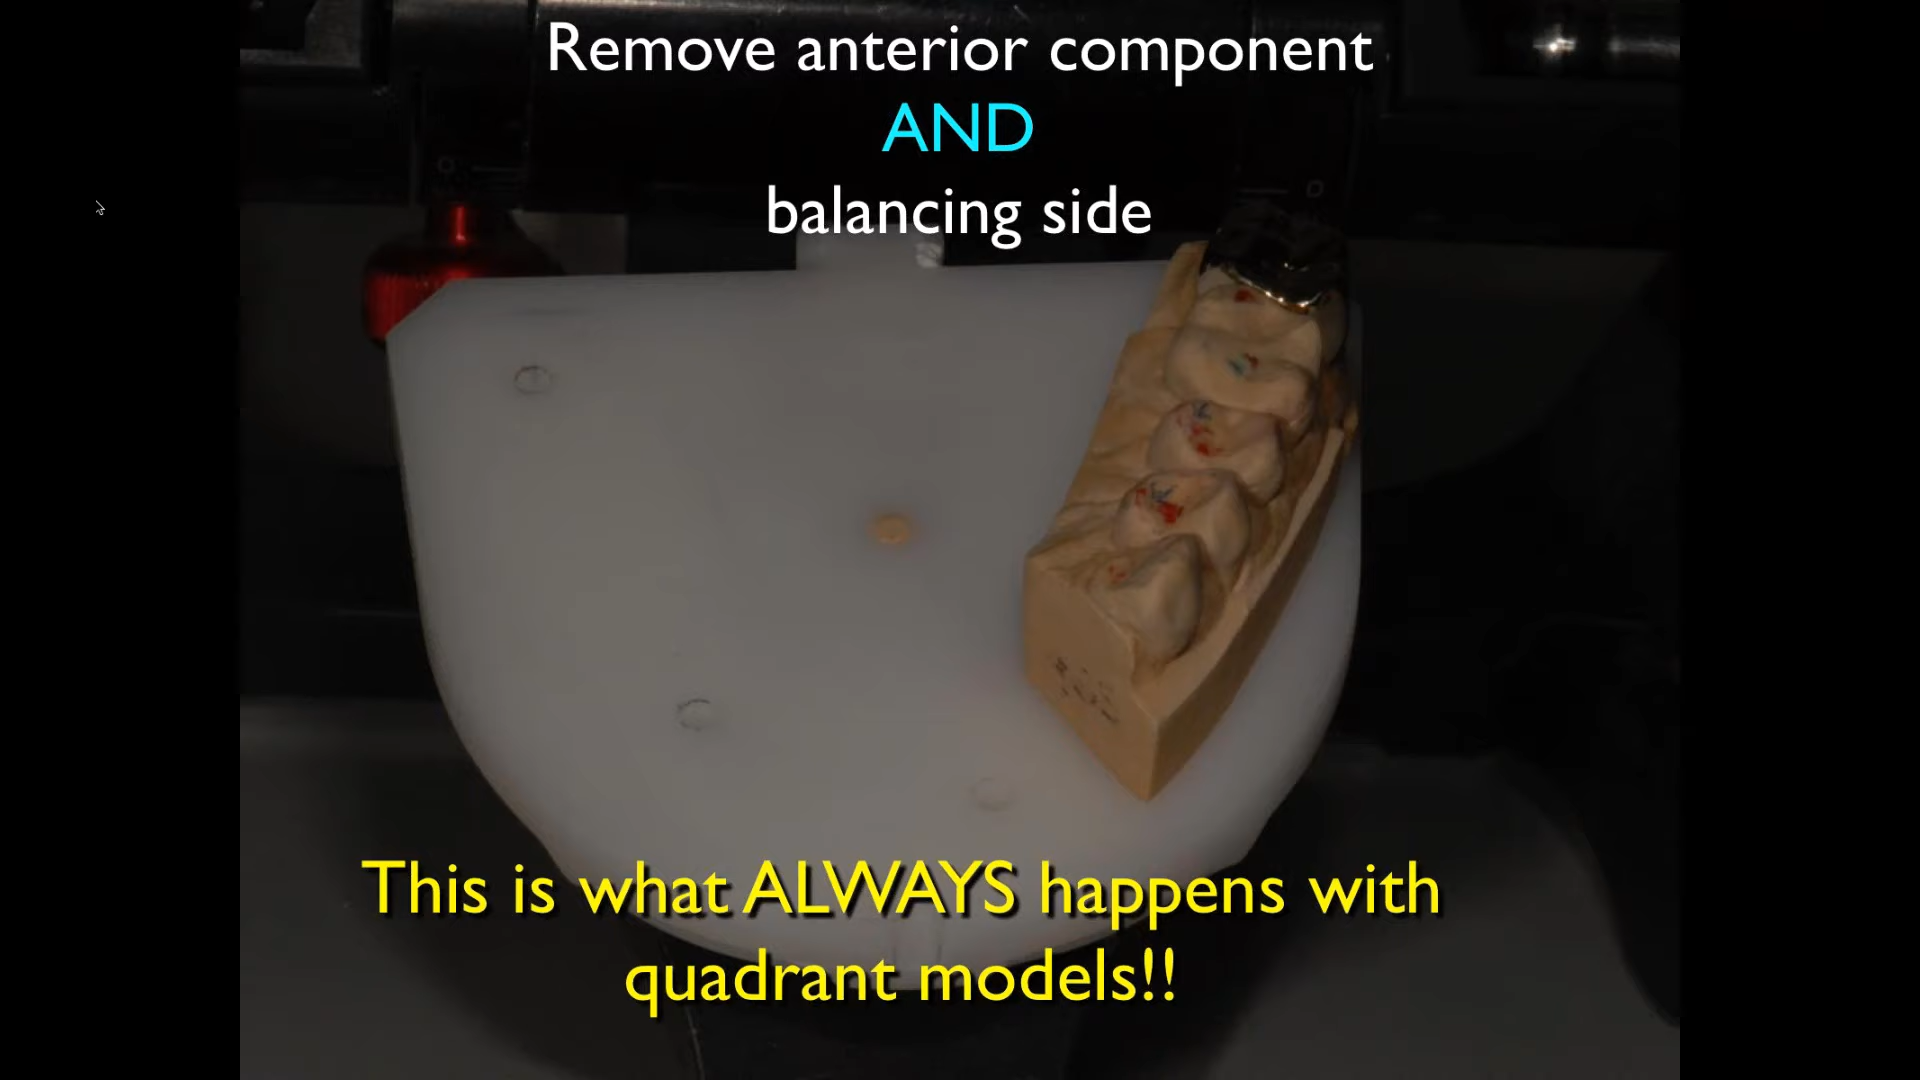 Remove anterior component
AND
balancing side
This is what ALWAYS happens with
quadrant models!!